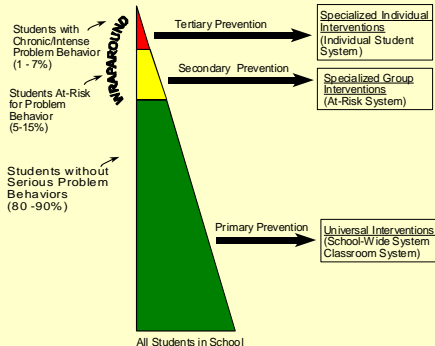 Students with
Chronic/Intense
Problem Behavior
(1 - 7%)
Students At-Risk
for Problem
Behavior
(5-15%)
Students without
Serious Problem
Behaviors
(80 -90%)
WRAPAROUND
Tertiary Prevention
Secondary Prevention
Primary Prevention
Specialized Individual
Interventions
(Individual Student
System)
Specialized Group
Interventions
(At-Risk System)
Universal Interventions
(School-Wide System
Classroom System)
All Students in School